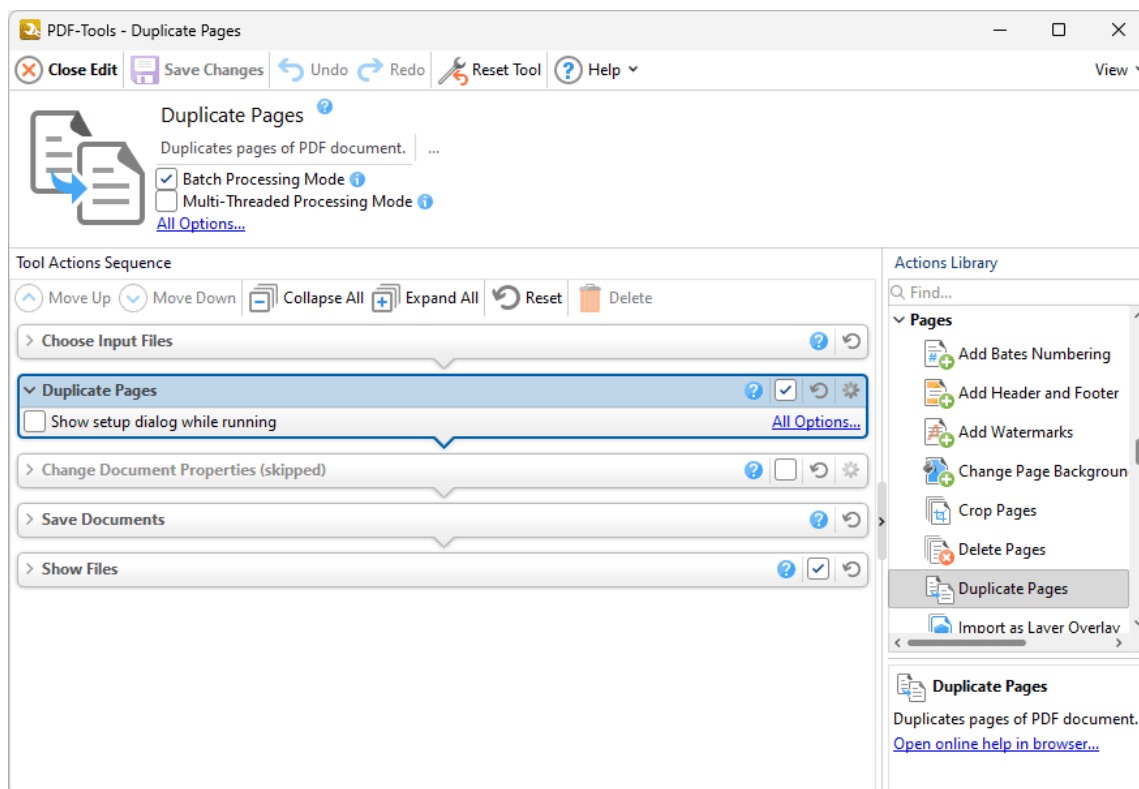 PDF-Tools - Duplicate Pages
Close Edit Save Changes Undo Redo Reset Tool ? Help View
Duplicate Pages ?
Duplicates pages of PDF document. ...
Batch Processing Mode i
Multi-Threaded Processing Mode i
All Options...
Tool Actions Sequence
Move Up Move Down Collapse All Expand All Reset Delete
Choose Input Files ?
Duplicate Pages ?
Show setup dialog while running All Options...
Change Document Properties (skipped) ?
Save Documents ?
Show Files ?
Actions Library
Find...
Pages
# Add Bates Numbering
Add Header and Footer
A Add Watermarks
Change Page Backgroun
Crop Pages
Delete Pages
Duplicate Pages
Import as Layer Overlay
Duplicate Pages
Duplicates pages of PDF document.
Open online help in browser...